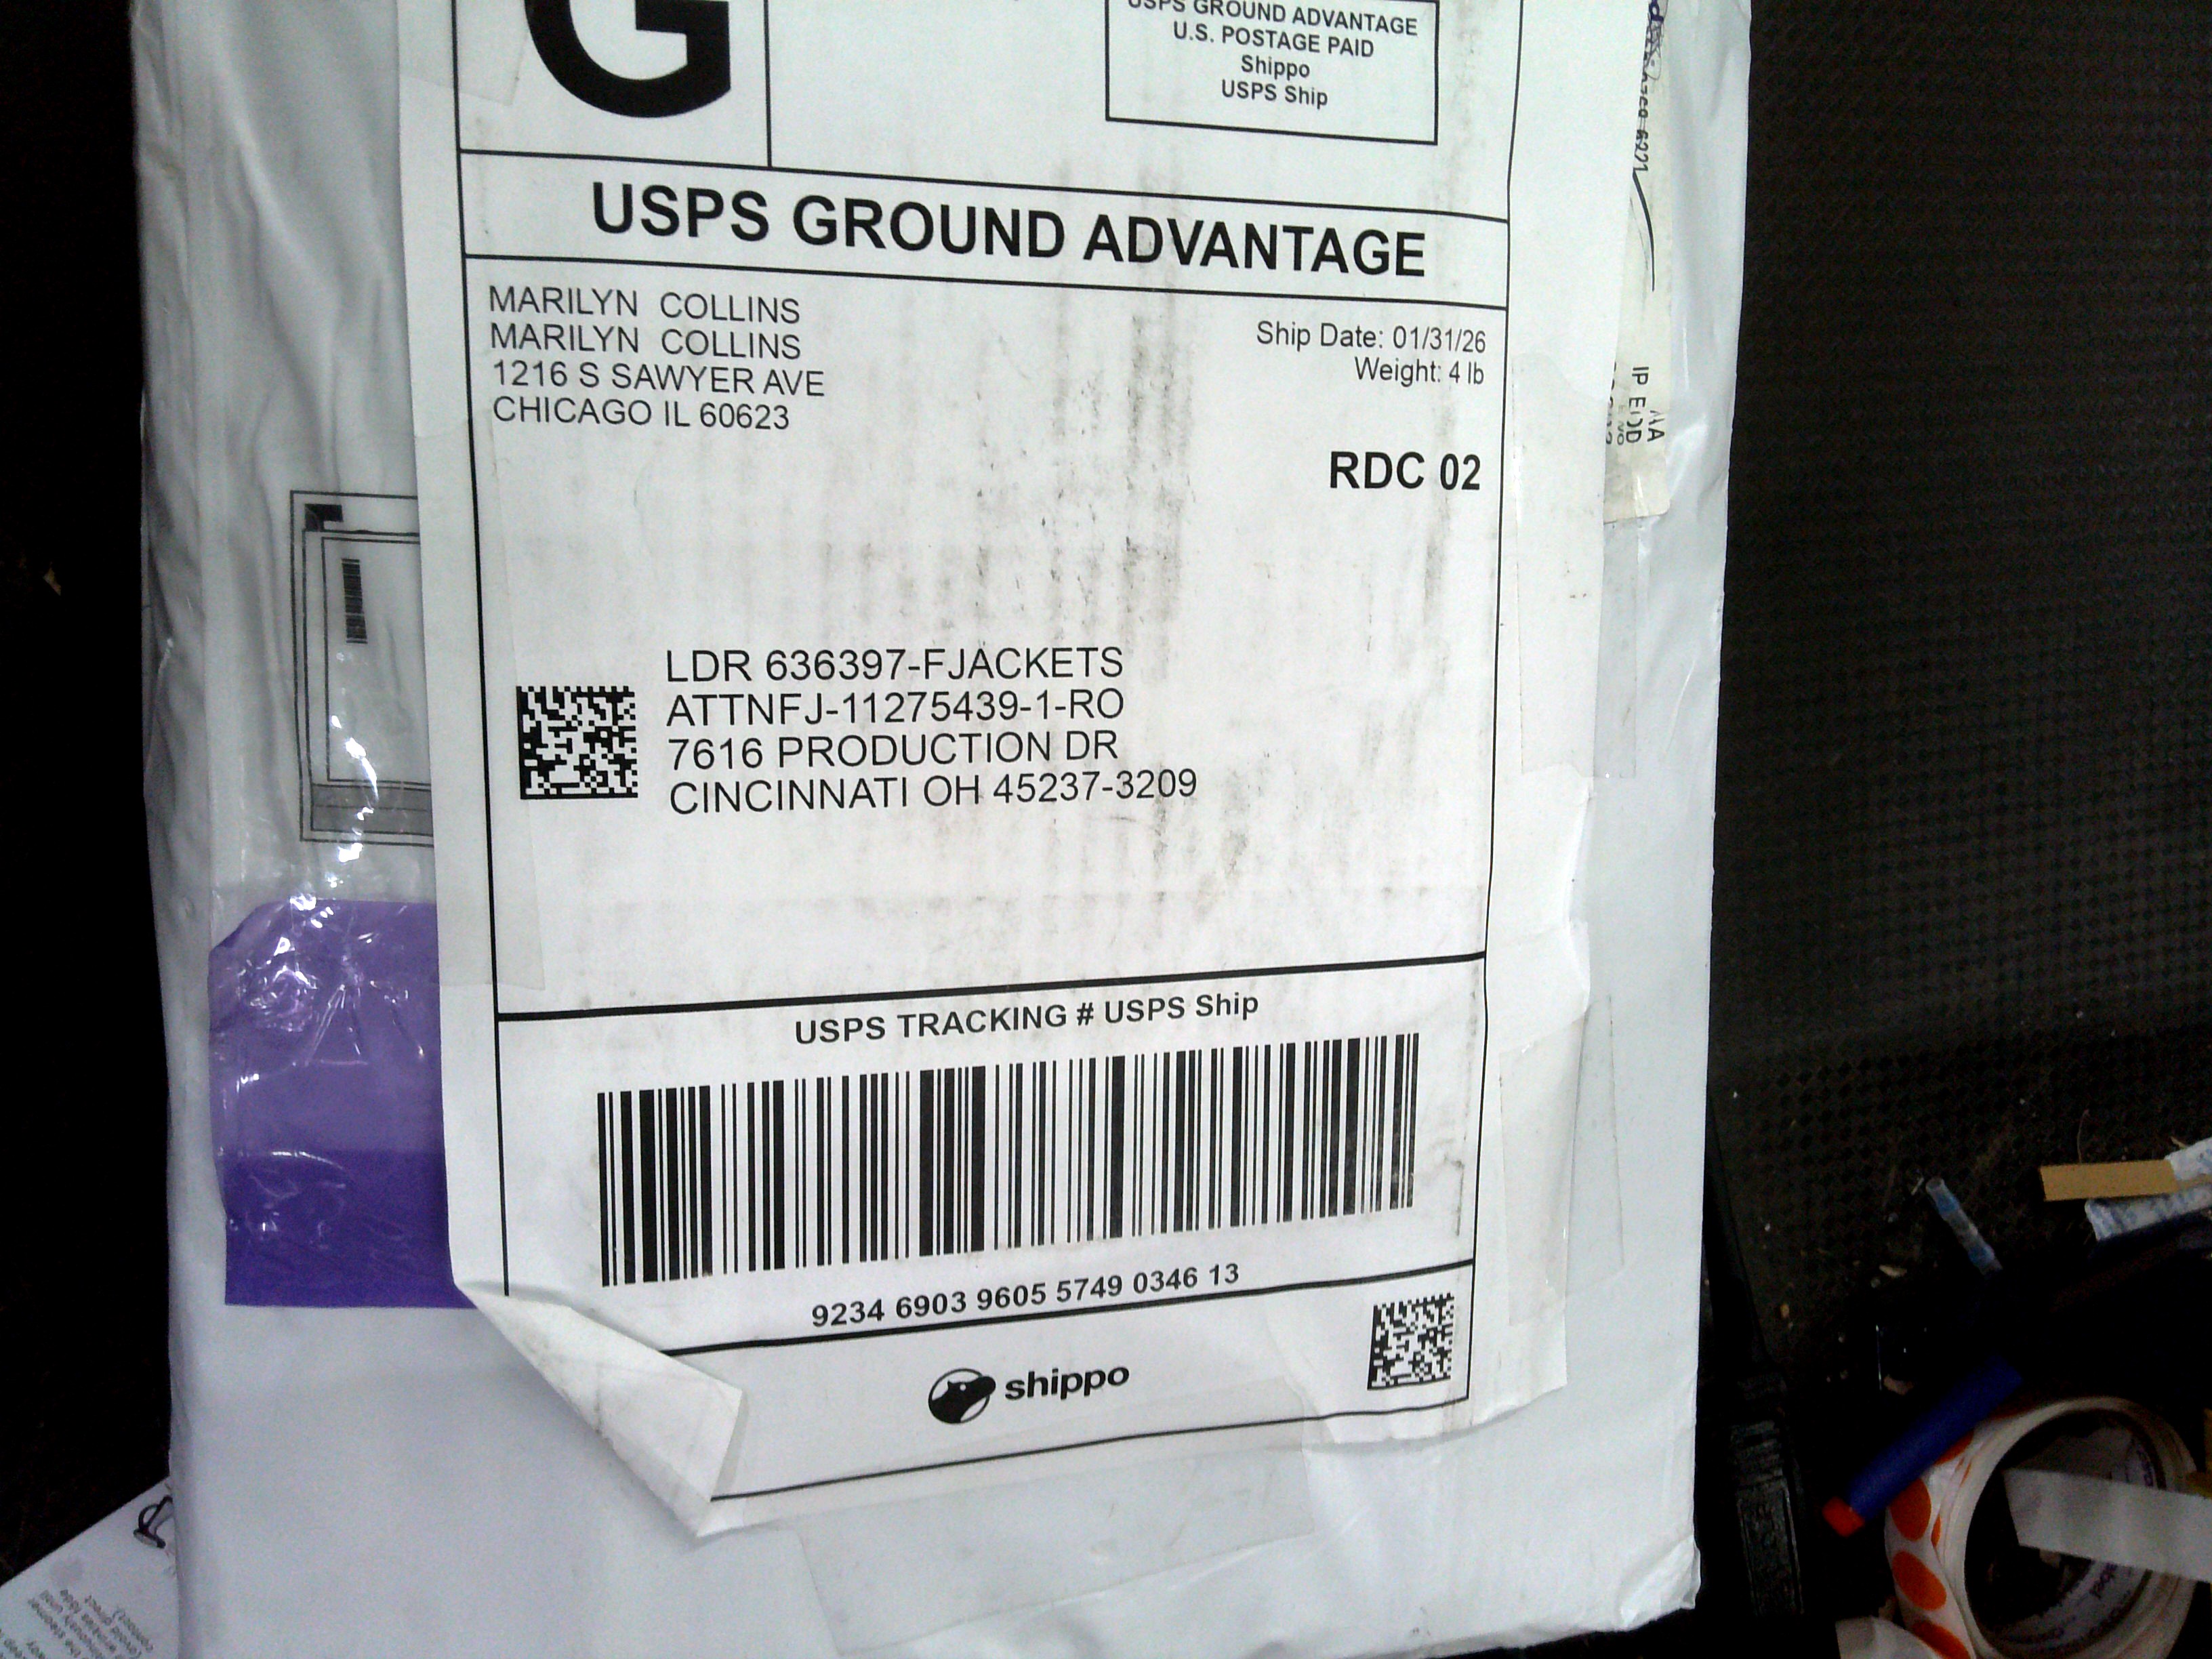 G
USPS GROUND ADVANTAGE
U.S. POSTAGE PAID
Shippo
USPS Ship
USPS GROUND ADVANTAGE
MARILYN COLLINS
MARILYN COLLINS
1216 S SAWYER AVE
CHICAGO IL 60623
Ship Date: 01/31/26
Weight: 4 lb
RDC 02
LDR 636397-FJACKETS
ATTNFJ-11275439-1-RO
7616 PRODUCTION DR
CINCINNATI OH 45237-3209
USPS TRACKING # USPS Ship
9234 6903 9605 5749 0346 13
shippo